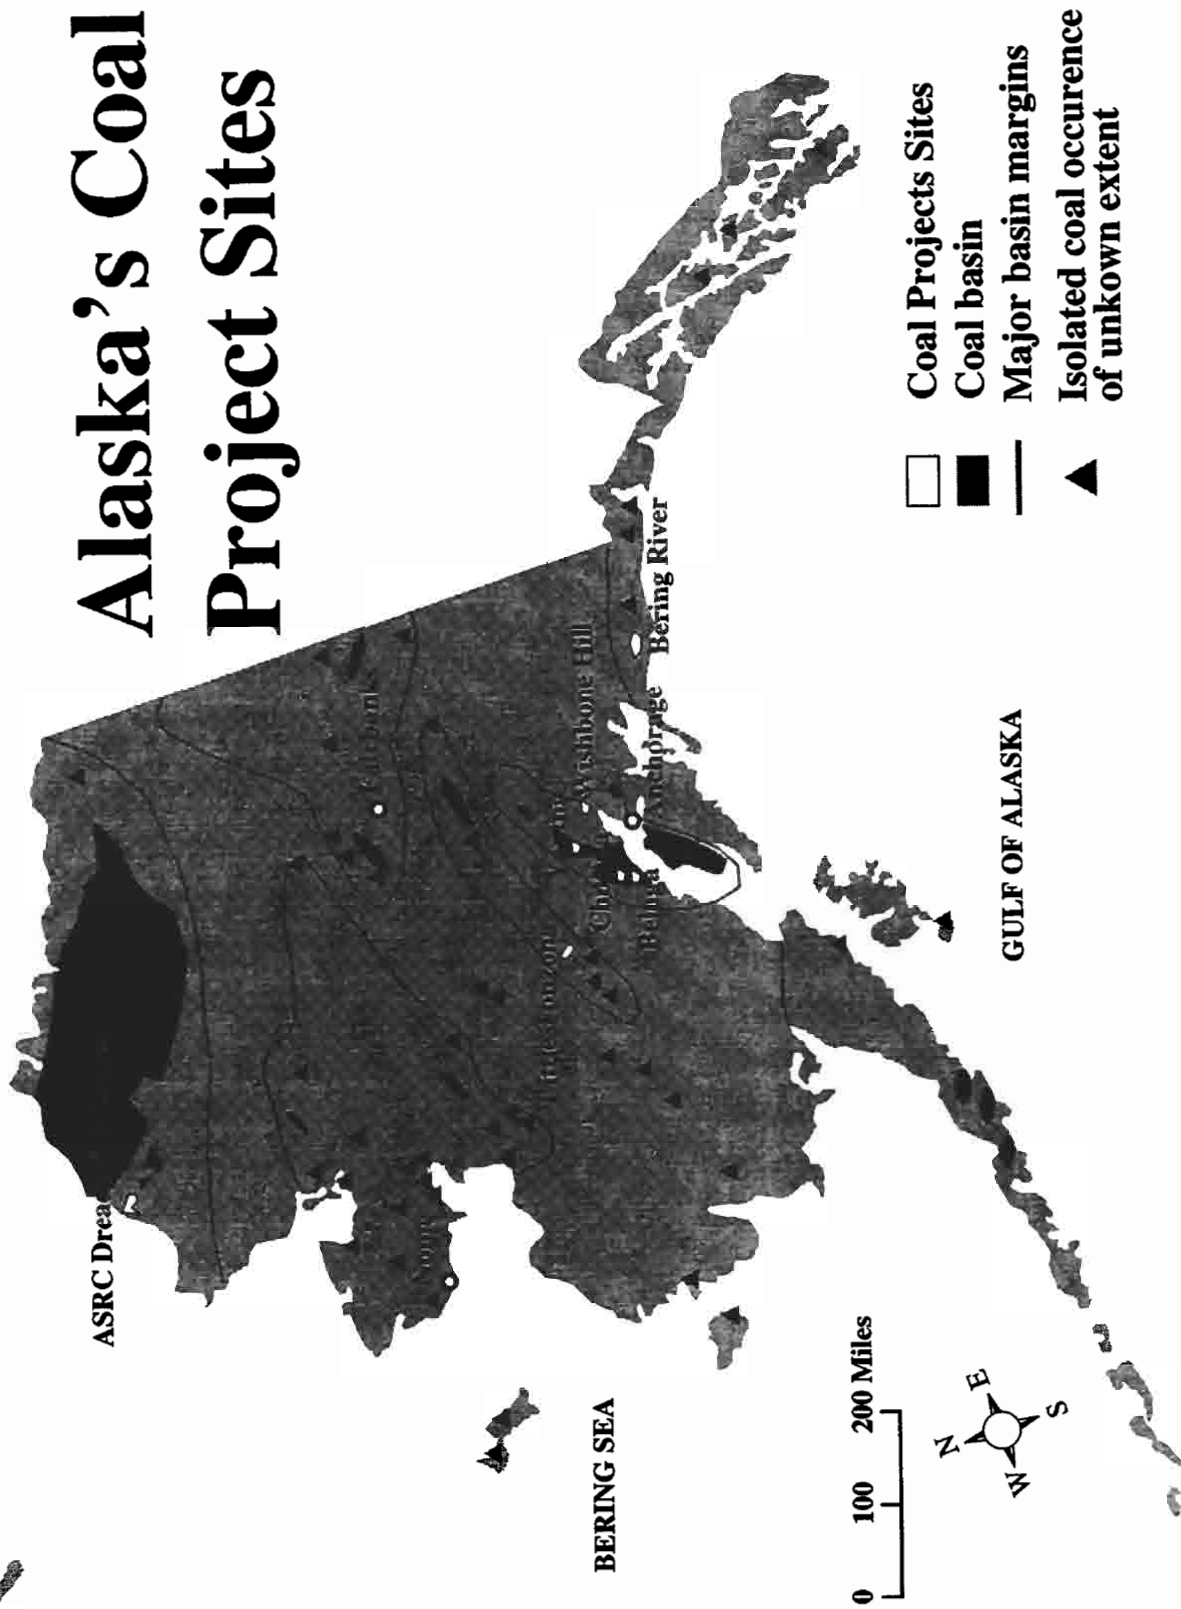 Alaska's Coal
Project Sites
ASRC Drea
Nome
Wishbone Hill
Anchorage
Bering River
Beluga
BERING SEA
GULF OF ALASKA
0 100 200 Miles
N
E
S
W
Coal Projects Sites
Coal basin
Major basin margins
Isolated coal occurence
of unkown extent